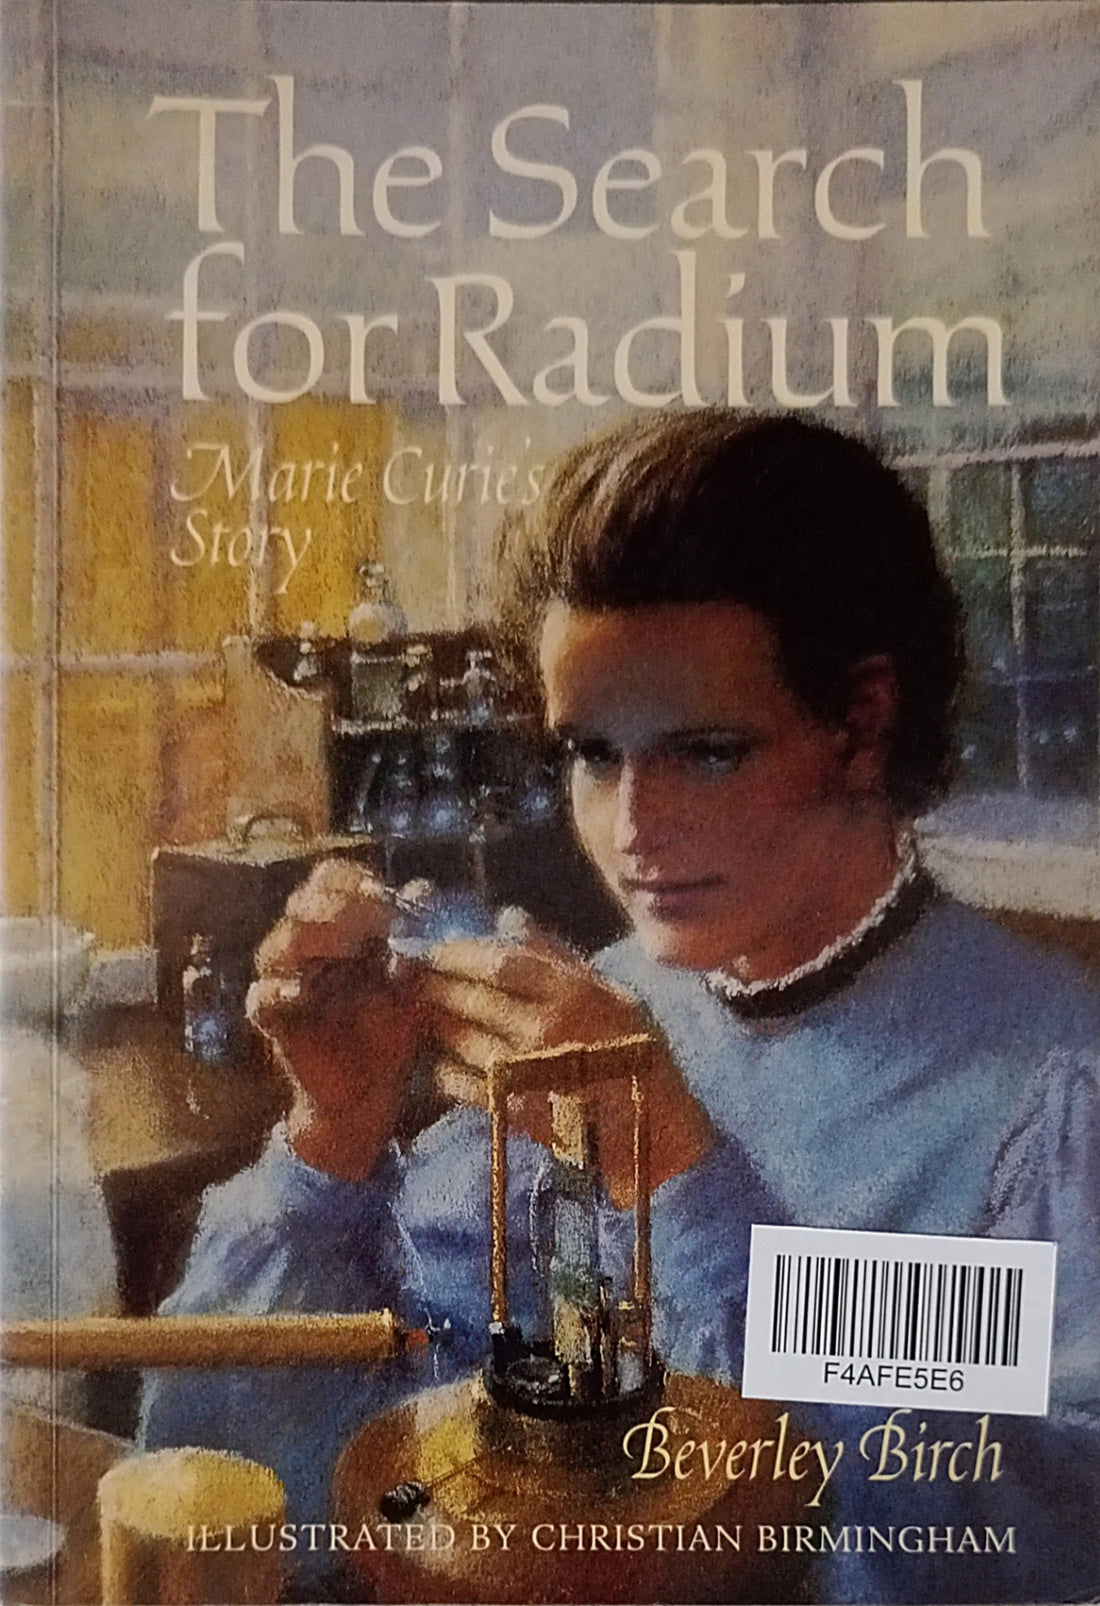 The Search
for Radium
Marie Curie's
Story
F4AFE5E6
Beverley Birch
ILLUSTRATED BY CHRISTIAN BIRMINGHAM